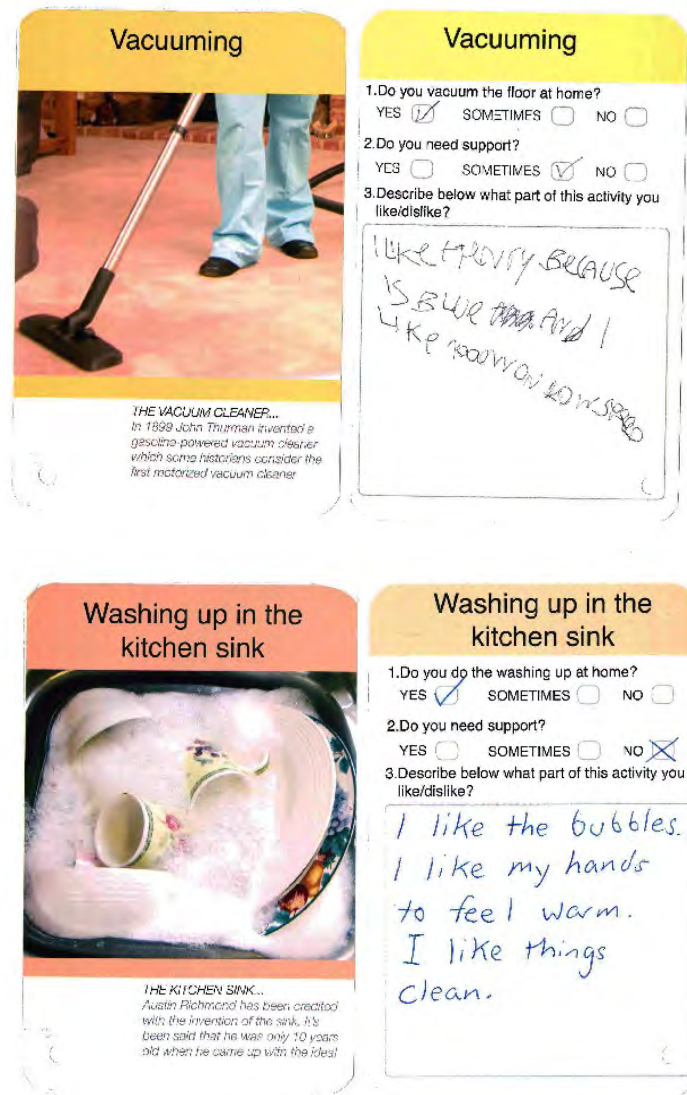 Vacuuming
THE VACUUM CLEANER...
In 1899 John Thurman invented a
gasoline-powered vacuum cleaner
which some historians consider the
first motorized vacuum cleaner
Vacuuming
1.Do you vacuum the floor at home?
YES SOMETIMES NO
2.Do you need support?
YES SOMETIMES NO
3.Describe below what part of this activity you
like/dislike?
I LIKE BECAUSE
IS BLUE AND I
LIKE ON LOW SPEED
Washing up in the
kitchen sink
THE KITCHEN SINK...
Austin Richmond has been credited
with the invention of the sink. It's
been said that he was only 10 years
old when he came up with the idea!
Washing up in the
kitchen sink
1.Do you do the washing up at home?
YES SOMETIMES NO
2.Do you need support?
YES SOMETIMES NO
3.Describe below what part of this activity you
like/dislike?
I like the bubbles.
I like my hands
to feel warm.
I like things
clean.